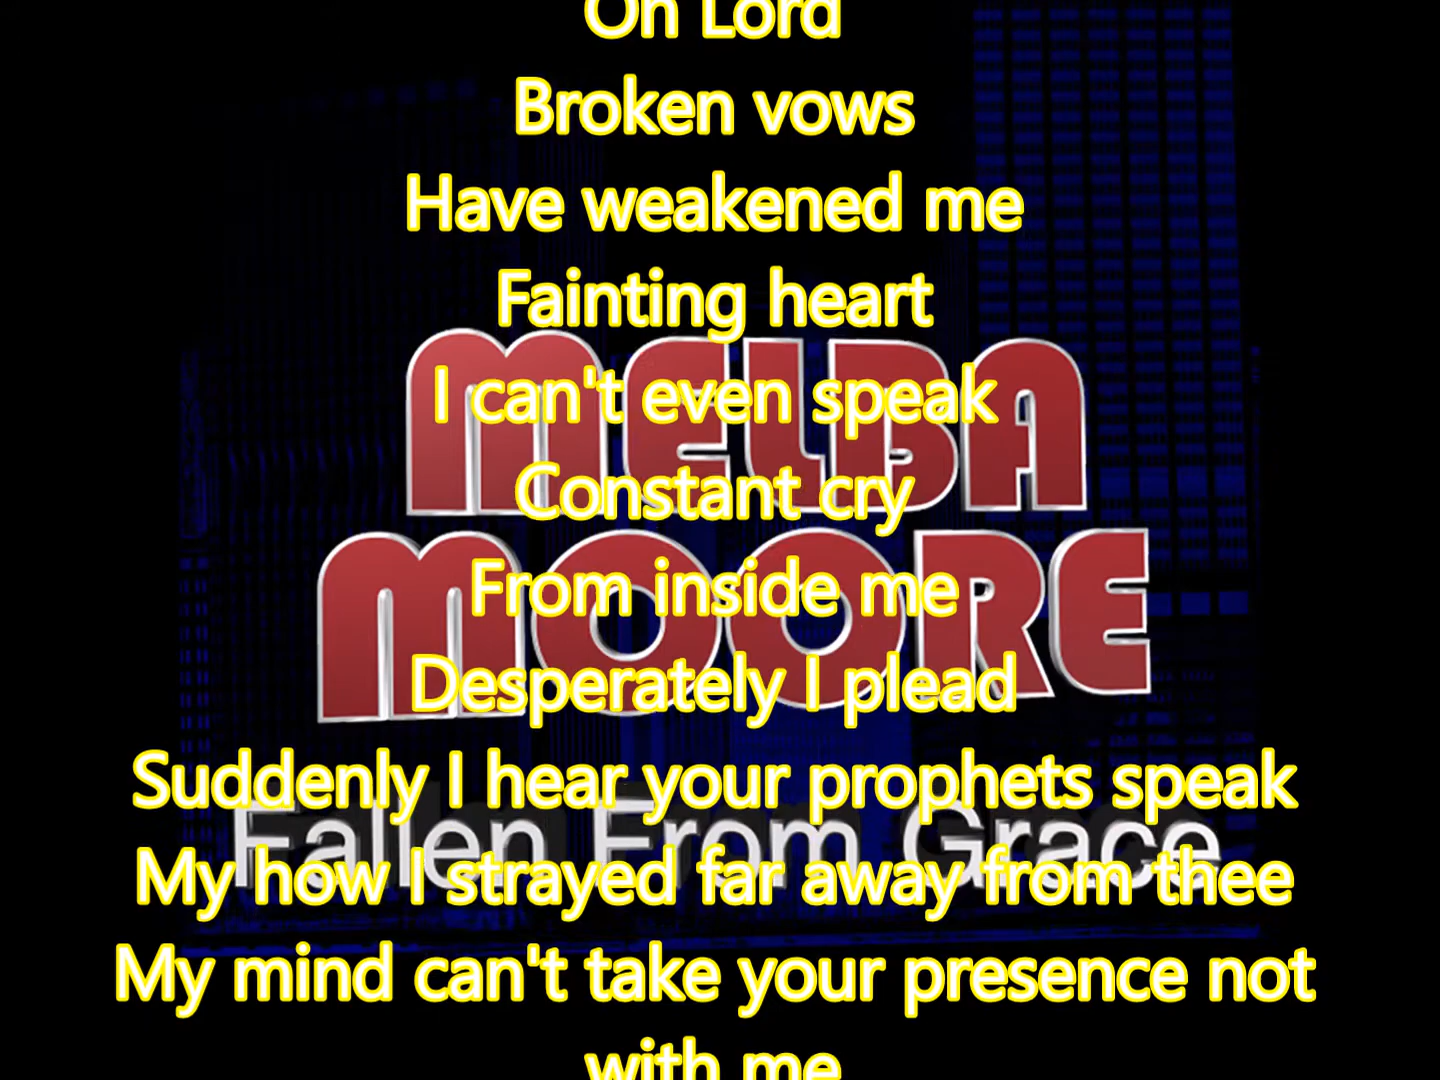 Oh Lord
Broken vows
Have weakened me
Fainting heart
I can't even speak
Constant cry
From inside me
Desperately I plead
Suddenly I hear your prophets speak
My how I strayed far away from thee
My mind can't take your presence not
with me
MELBA
MOORE
Fallen From Grace